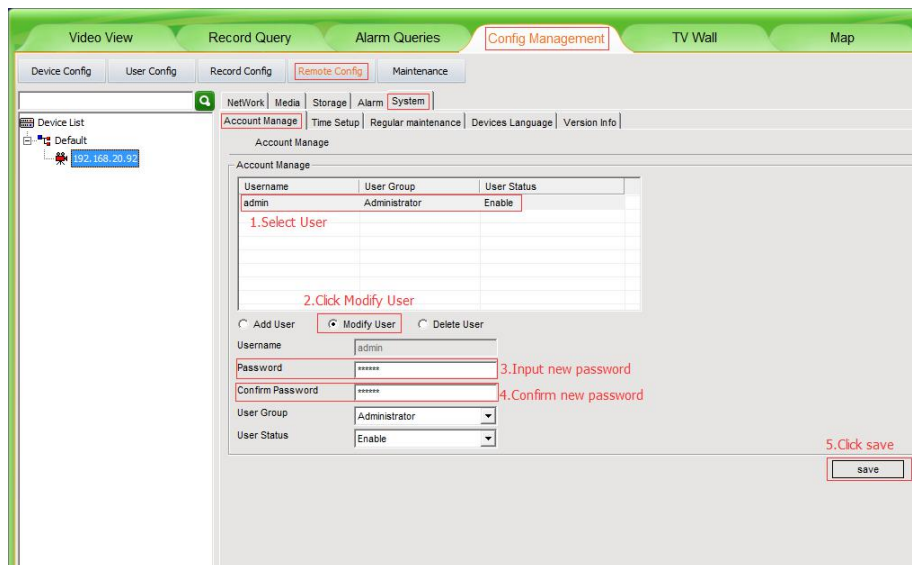 Video View Record Query Alarm Queries Config Management TV Wall Map
Device Config User Config Record Config Remote Config Maintenance
NetWork Media Storage Alarm System
Device List
Account Manage Time Setup Regular maintenance Devices Language Version Info
Default
Account Manage
192.168.20.92
Account Manage
Username User Group User Status
admin Administrator Enable
1.Select User
2.Click Modify User
Add User Modify User Delete User
Username admin
Password ****** 3.Input new password
Confirm Password ****** 4.Confirm new password
User Group Administrator
User Status Enable
5.Click save
save